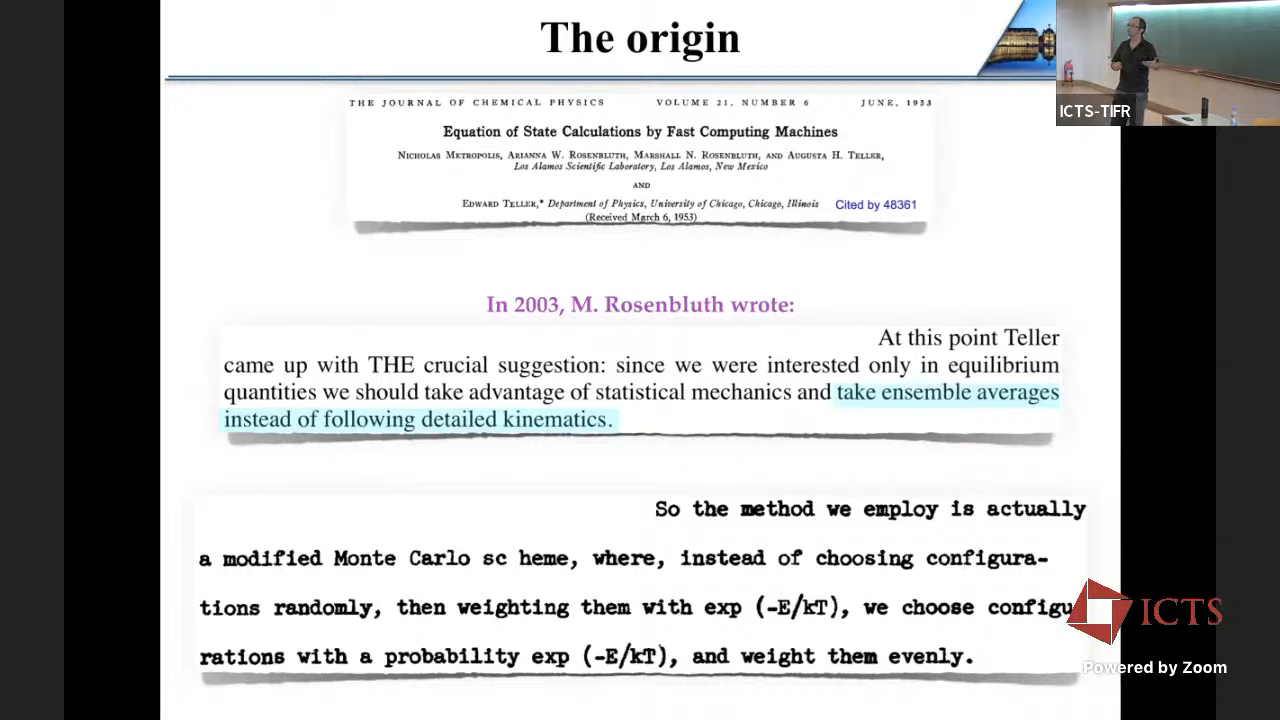 The origin
ICTS-TIFR
THE JOURNAL OF CHEMICAL PHYSICS VOLUME 21, NUMBER 6 JUNE, 1953
Equation of State Calculations by Fast Computing Machines
NICHOLAS METROPOLIS, ARIANNA W. ROSENBLUTH, MARSHALL N. ROSENBLUTH, AND AUGUSTA H. TELLER,
Los Alamos Scientific Laboratory, Los Alamos, New Mexico
AND
EDWARD TELLER,* Department of Physics, University of Chicago, Chicago, Illinois Cited by 48361
(Received March 6, 1953)
In 2003, M. Rosenbluth wrote:
At this point Teller
came up with THE crucial suggestion: since we were interested only in equilibrium
quantities we should take advantage of statistical mechanics and take ensemble averages
instead of following detailed kinematics.
So the method we employ is actually
a modified Monte Carlo sc heme, where, instead of choosing configura-
tions randomly, then weighting them with exp (-E/kT), we choose configu
rations with a probability exp (-E/kT), and weight them evenly.
ICTS
Powered by Zoom